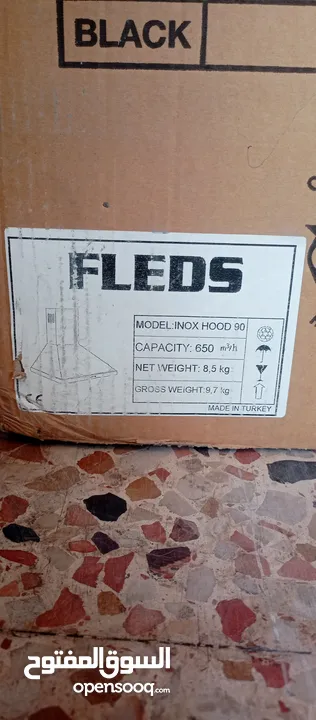 BLACK
FLEDS
MODEL:INOX HOOD 90
CAPACITY: 650 m³/h
NET WEIGHT: 8,5 kg
GROSS WEIGHT:9,7 kg
MADE IN TURKEY
CE
السوق المفتوح
opensooq.com